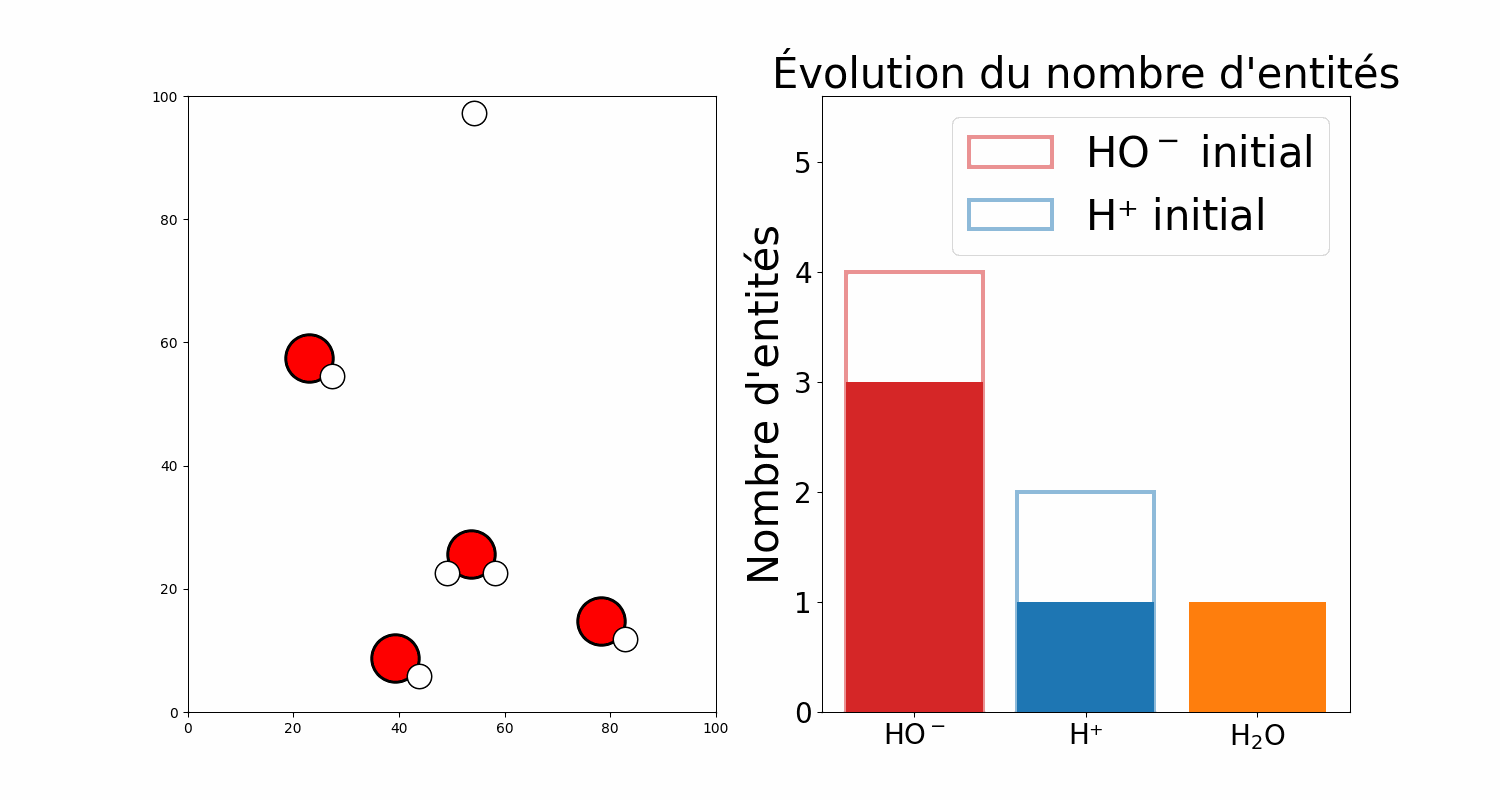 100
80
60
40
20
0
0 20 40 60 80 100
Évolution du nombre d'entités
HO⁻ initial
H⁺ initial
Nombre d'entités
5
4
3
2
1
0
HO⁻ H⁺ H₂O